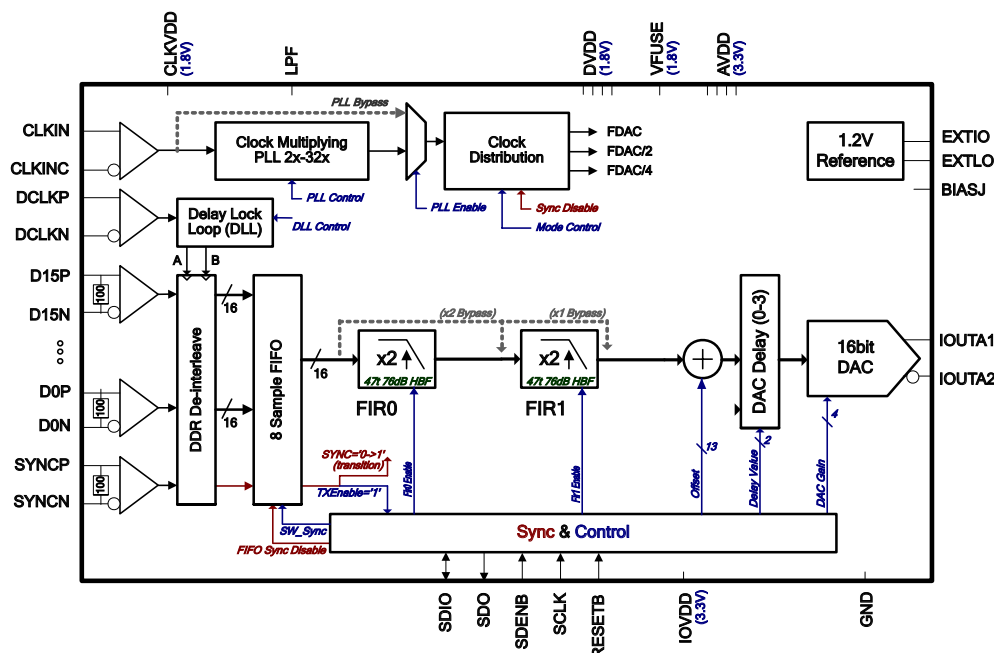 CLKVDD
(1.8V)
LPF
DVDD
(1.8V)
VFUSE
(1.8V)
AVDD
(3.3V)
CLKIN
CLKINC
DCLKP
DCLKN
D15P
D15N
D0P
D0N
SYNCP
SYNCN
100
100
100
PLL Bypass
Clock Multiplying
PLL 2x-32x
PLL Control
PLL Enable
Clock
Distribution
FDAC
FDAC/2
FDAC/4
Sync Disable
Mode Control
1.2V
Reference
EXTIO
EXTLO
BIASJ
Delay Lock
Loop (DLL)
DLL Control
A
B
DDR De-interleave
16
16
8 Sample FIFO
16
(x2 Bypass)
(x1 Bypass)
x2
47t 76dB HBF
FIR0
x2
47t 76dB HBF
FIR1
DAC Delay (0-3)
16bit
DAC
IOUTA1
IOUTA2
SYNC='0->1'
(transition)
TXEnable='1'
SW_Sync
FIFO Sync Disable
Fir0 Enable
Fir1 Enable
Offset
13
Delay Value
2
DAC Gain
4
Sync & Control
SDIO
SDO
SDENB
SCLK
RESETB
IOVDD
(3.3V)
GND